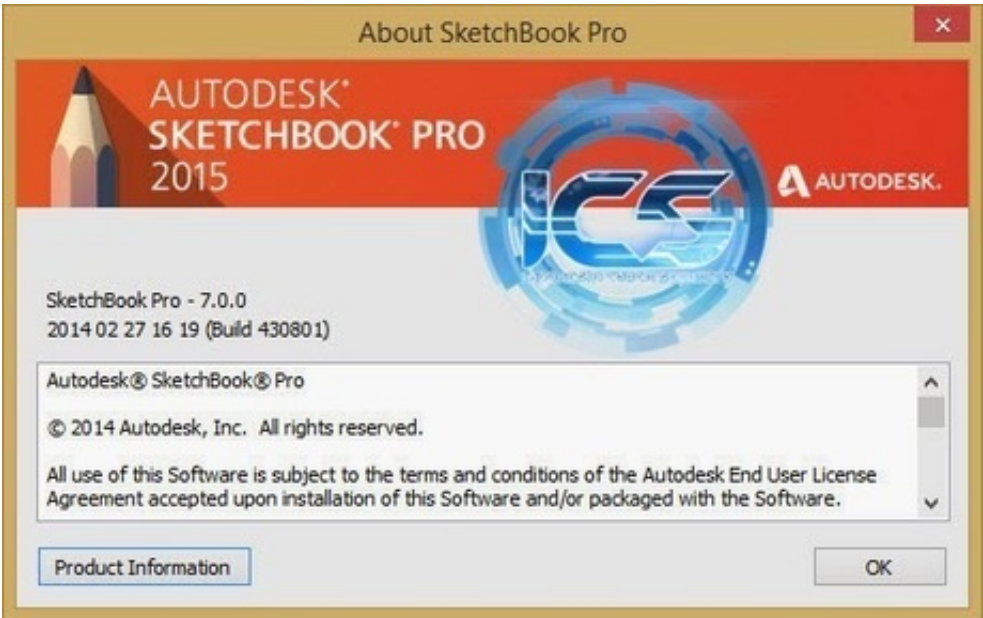 About SketchBook Pro
AUTODESK®
SKETCHBOOK® PRO
2015
ICS
AUTODESK.
SketchBook Pro - 7.0.0
2014 02 27 16 19 (Build 430801)
Autodesk® SketchBook® Pro
© 2014 Autodesk, Inc.  All rights reserved.
All use of this Software is subject to the terms and conditions of the Autodesk End User License
Agreement accepted upon installation of this Software and/or packaged with the Software.
Product Information
OK